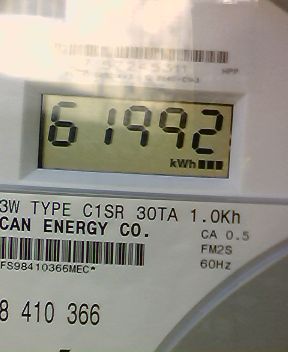 61992
kWh
3W TYPE C1SR 30TA 1.0Kh
CAN ENERGY CO.
CA 0.5
FM2S
FS98410366MEC*
60Hz
8 410 366